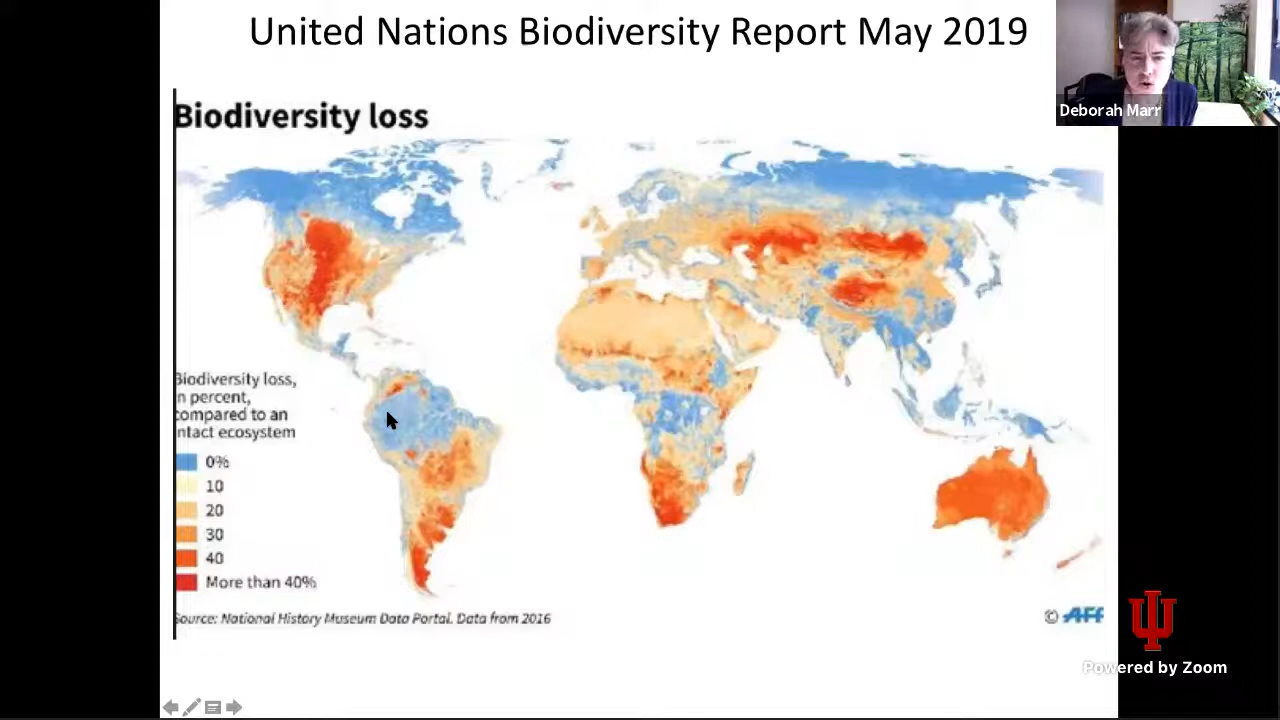 United Nations Biodiversity Report May 2019
Deborah Marr
Biodiversity loss
Biodiversity loss,
n percent,
compared to an
ntact ecosystem
0%
10
20
30
40
More than 40%
Source: National History Museum Data Portal. Data from 2016
© AFP
Powered by Zoom